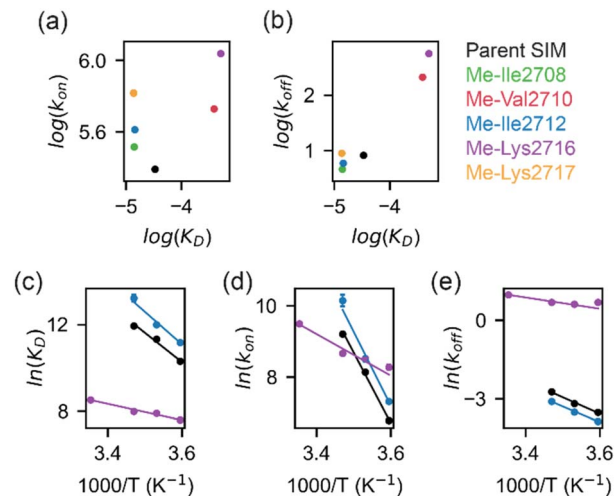 (a)
(b)
log(kon)
6.0
5.6
-5
-4
log(KD)
log(koff)
2
1
-5
-4
log(KD)
Parent SIM
Me-Ile2708
Me-Val2710
Me-Ile2712
Me-Lys2716
Me-Lys2717
(c)
(d)
(e)
ln(KD)
12
8
3.4
3.6
1000/T (K⁻¹)
ln(kon)
10
8
3.4
3.6
1000/T (K⁻¹)
ln(koff)
0
-3
3.4
3.6
1000/T (K⁻¹)